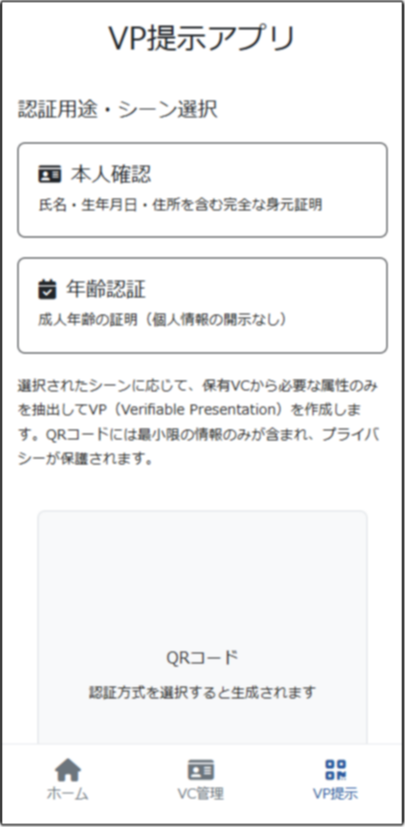 VP提示アプリ
認証用途・シーン選択
本人確認
氏名・生年月日・住所を含む完全な身元証明
年齢認証
成人年齢の証明（個人情報の開示なし）
選択されたシーンに応じて、保有VCから必要な属性のみ
を抽出してVP（Verifiable Presentation）を作成しま
す。QRコードには最小限の情報のみが含まれ、プライバ
シーが保護されます。
QRコード
認証方式を選択すると生成されます
ホーム
VC管理
VP提示